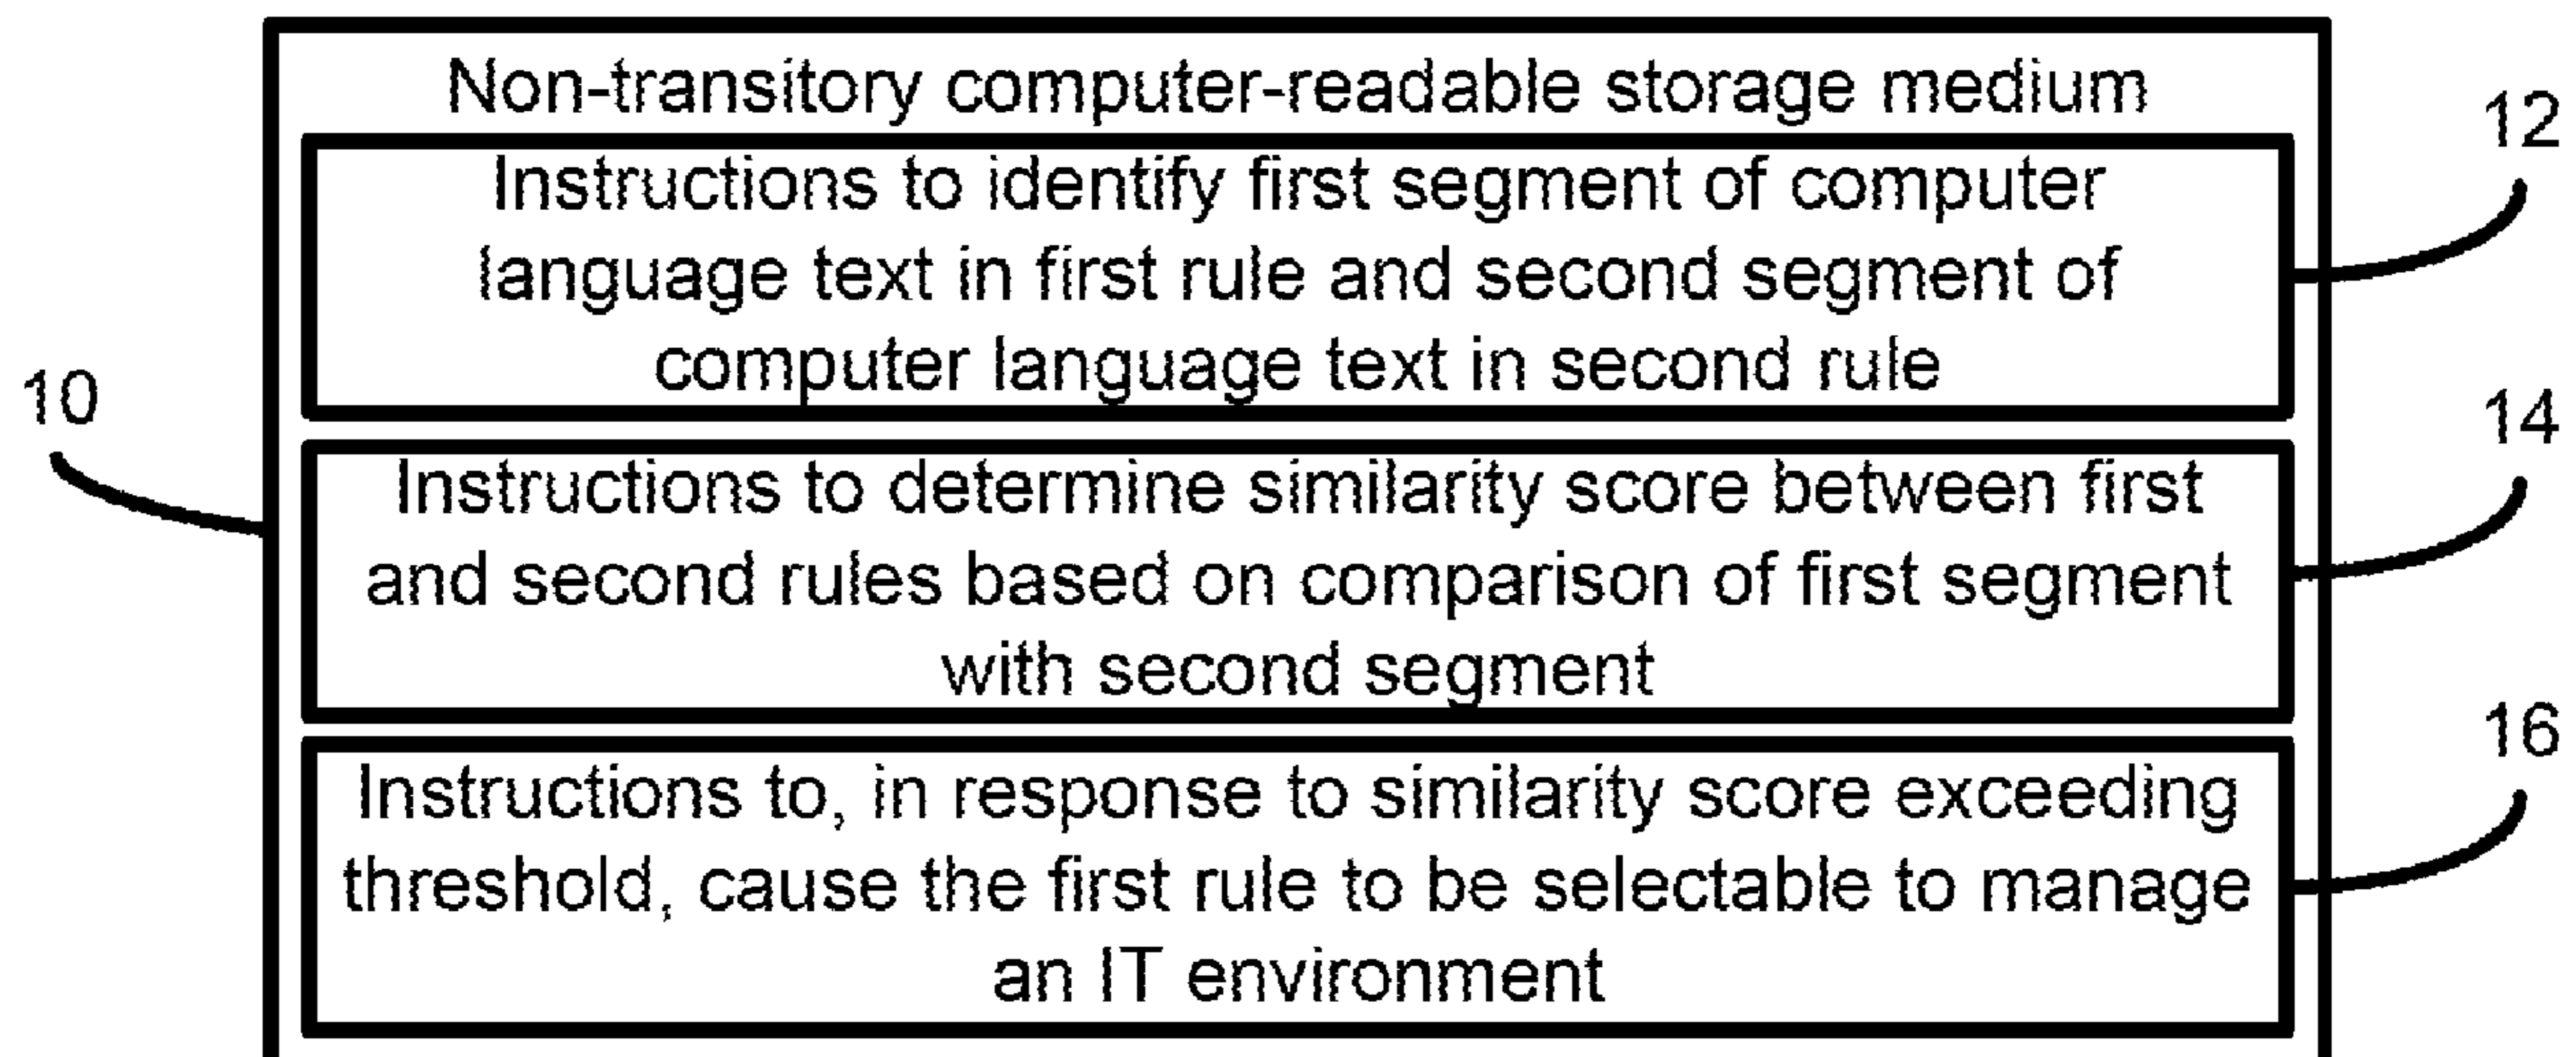 Non-transitory computer-readable storage medium
12
Instructions to identify first segment of computer
language text in first rule and second segment of
computer language text in second rule
10
14
Instructions to determine similarity score between first
and second rules based on comparison of first segment
with second segment
16
Instructions to, in response to similarity score exceeding
threshold, cause the first rule to be selectable to manage
an IT environment